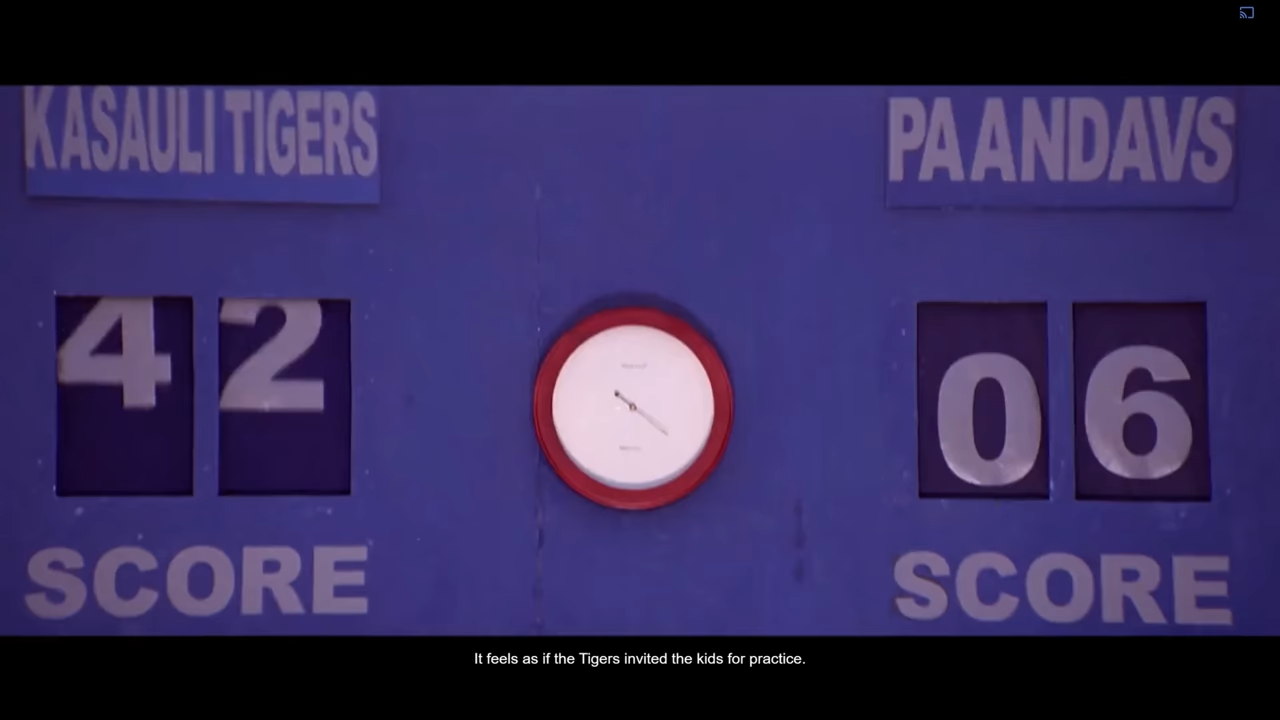 KASAULI TIGERS
PAANDAVS
42
06
SCORE
SCORE
It feels as if the Tigers invited the kids for practice.